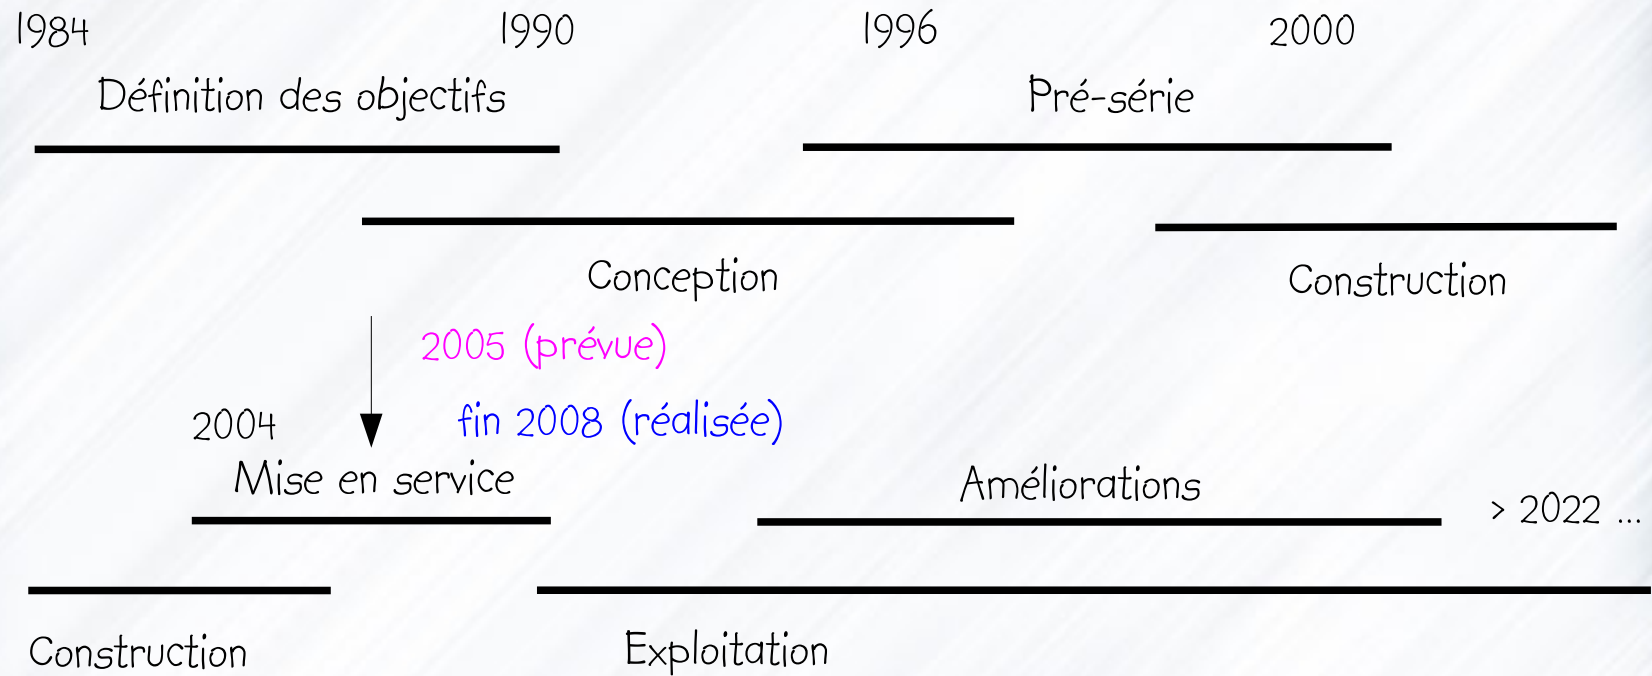 1984 1990 1996 2000
Définition des objectifs Pré-série
Conception Construction
2005 (prévue)
2004 fin 2008 (réalisée)
Mise en service Améliorations > 2022 ...
Construction Exploitation